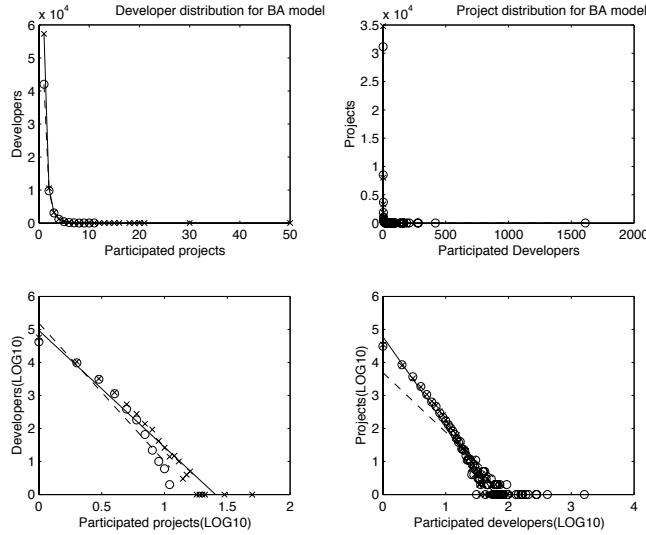 Developer distribution for BA model
x 10^4
6
5
4
3
2
1
0
Developers
0 10 20 30 40 50
Participated projects
Project distribution for BA model
x 10^4
3.5
3
2.5
2
1.5
1
0.5
0
Projects
0 500 1000 1500 2000
Participated Developers
6
5
4
3
2
1
0
Developers(LOG10)
0 0.5 1 1.5 2
Participated projects(LOG10)
6
5
4
3
2
1
0
Projects(LOG10)
0 1 2 3 4
Participated developers(LOG10)